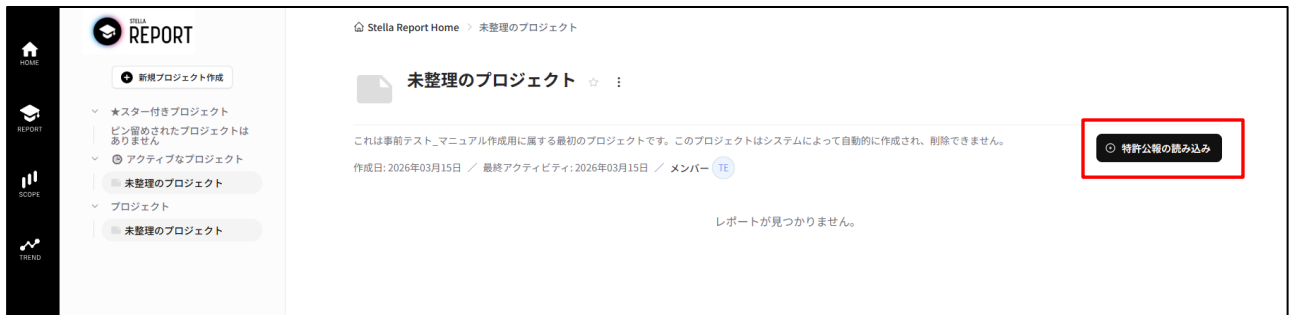 HOME
REPORT
SCOPE
TREND
STELLA
REPORT
新規プロジェクト作成
★スター付きプロジェクト
ピン留めされたプロジェクトは
ありません
アクティブなプロジェクト
未整理のプロジェクト
プロジェクト
未整理のプロジェクト
Stella Report Home > 未整理のプロジェクト
未整理のプロジェクト ☆ ⋮
これは事前テスト_マニュアル作成用に属する最初のプロジェクトです。このプロジェクトはシステムによって自動的に作成され、削除できません。
作成日: 2026年03月15日 ／ 最終アクティビティ: 2026年03月15日 ／ メンバー TE
特許公報の読み込み
レポートが見つかりません。